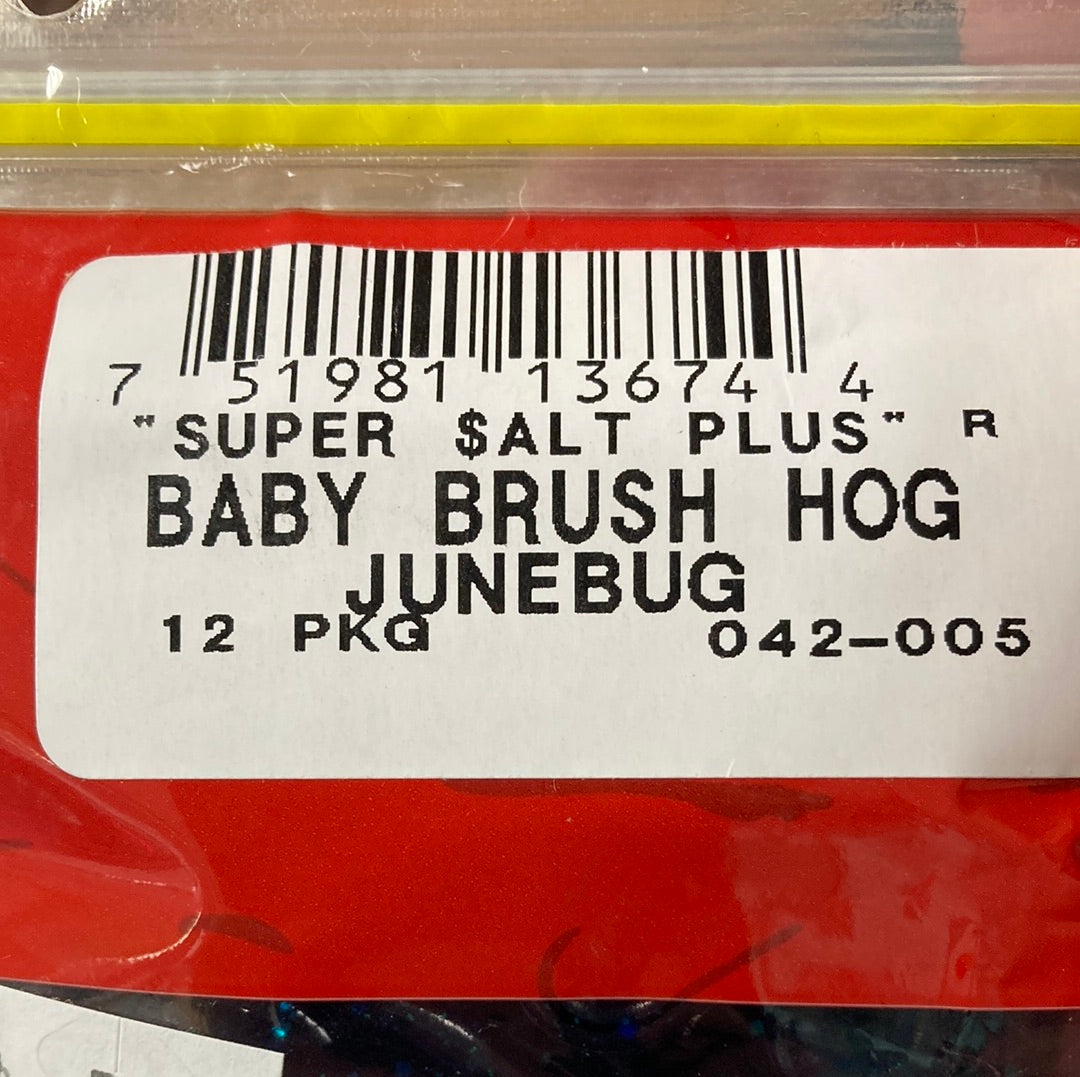 7 51981 13674 4
"SUPER $ALT PLUS" R
BABY BRUSH HOG
JUNEBUG
12 PKG 042-005